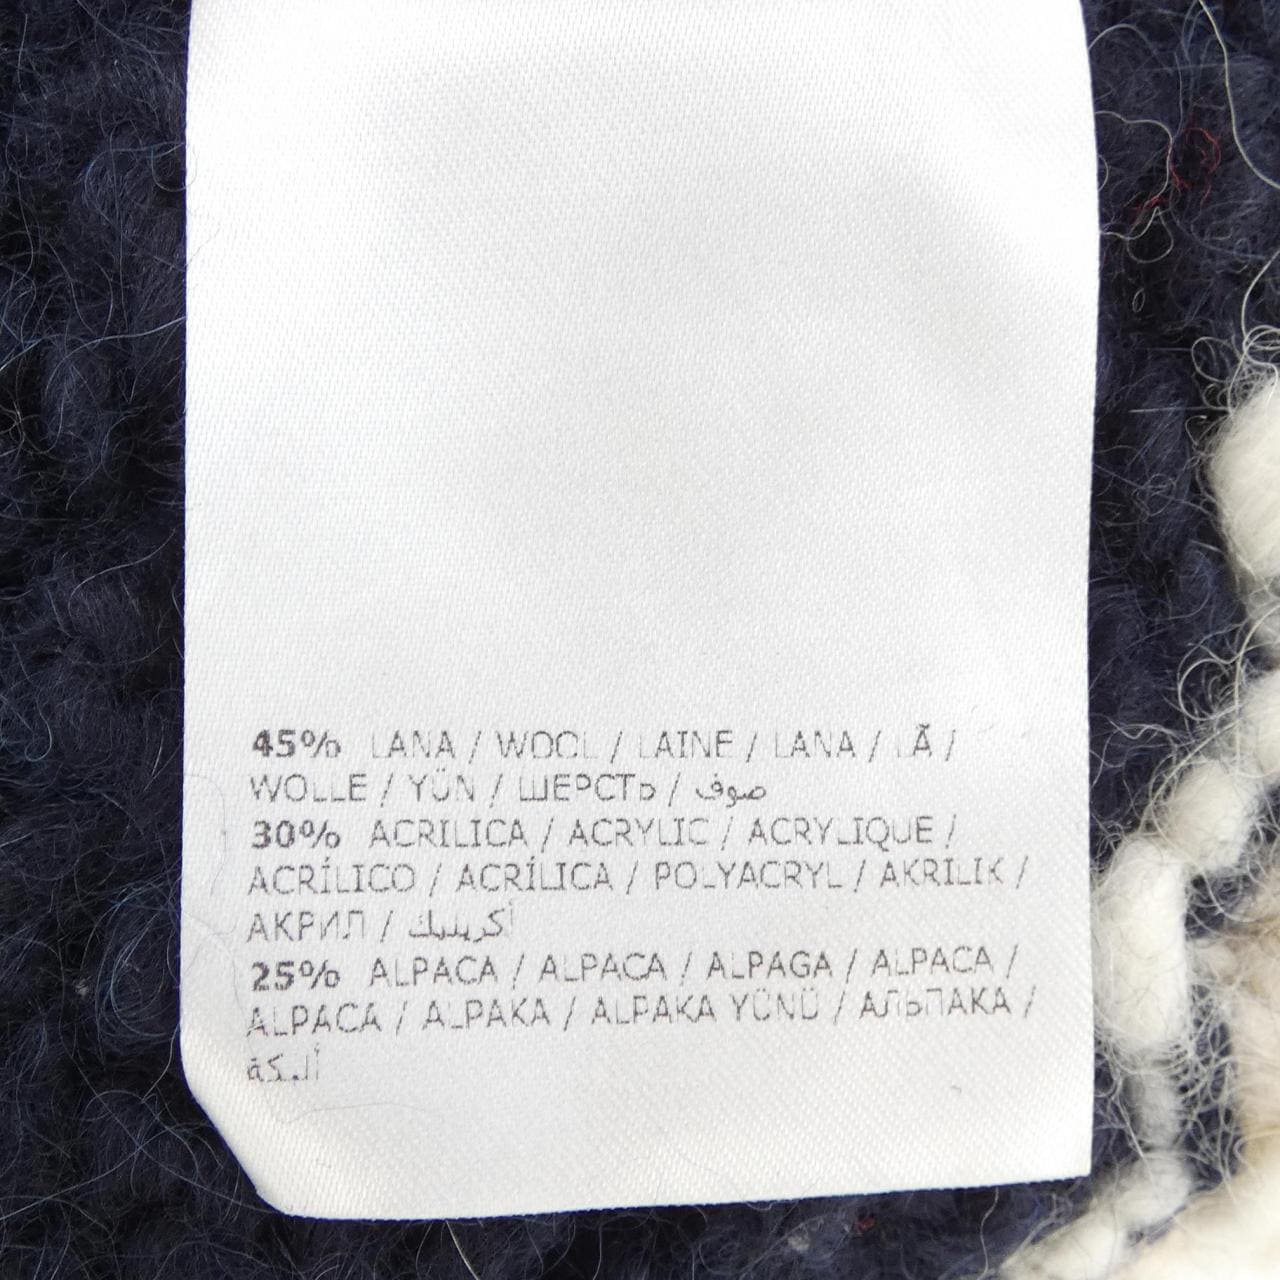 45% LANA / WOOL / LAINE / LANA / LÃ /
WOLLE / YÜN / ШЕРСТЬ / صوف
30% ACRILICA / ACRYLIC / ACRYLIQUE /
ACRÍLICO / ACRÍLICA / POLYACRYL / AKRILIK /
АКРИЛ / أكريليك
25% ALPACA / ALPACA / ALPAGA / ALPACA /
ALPACA / ALPAKA / ALPAKA YÜNÜ / АЛЬПАКА /
ألبكة